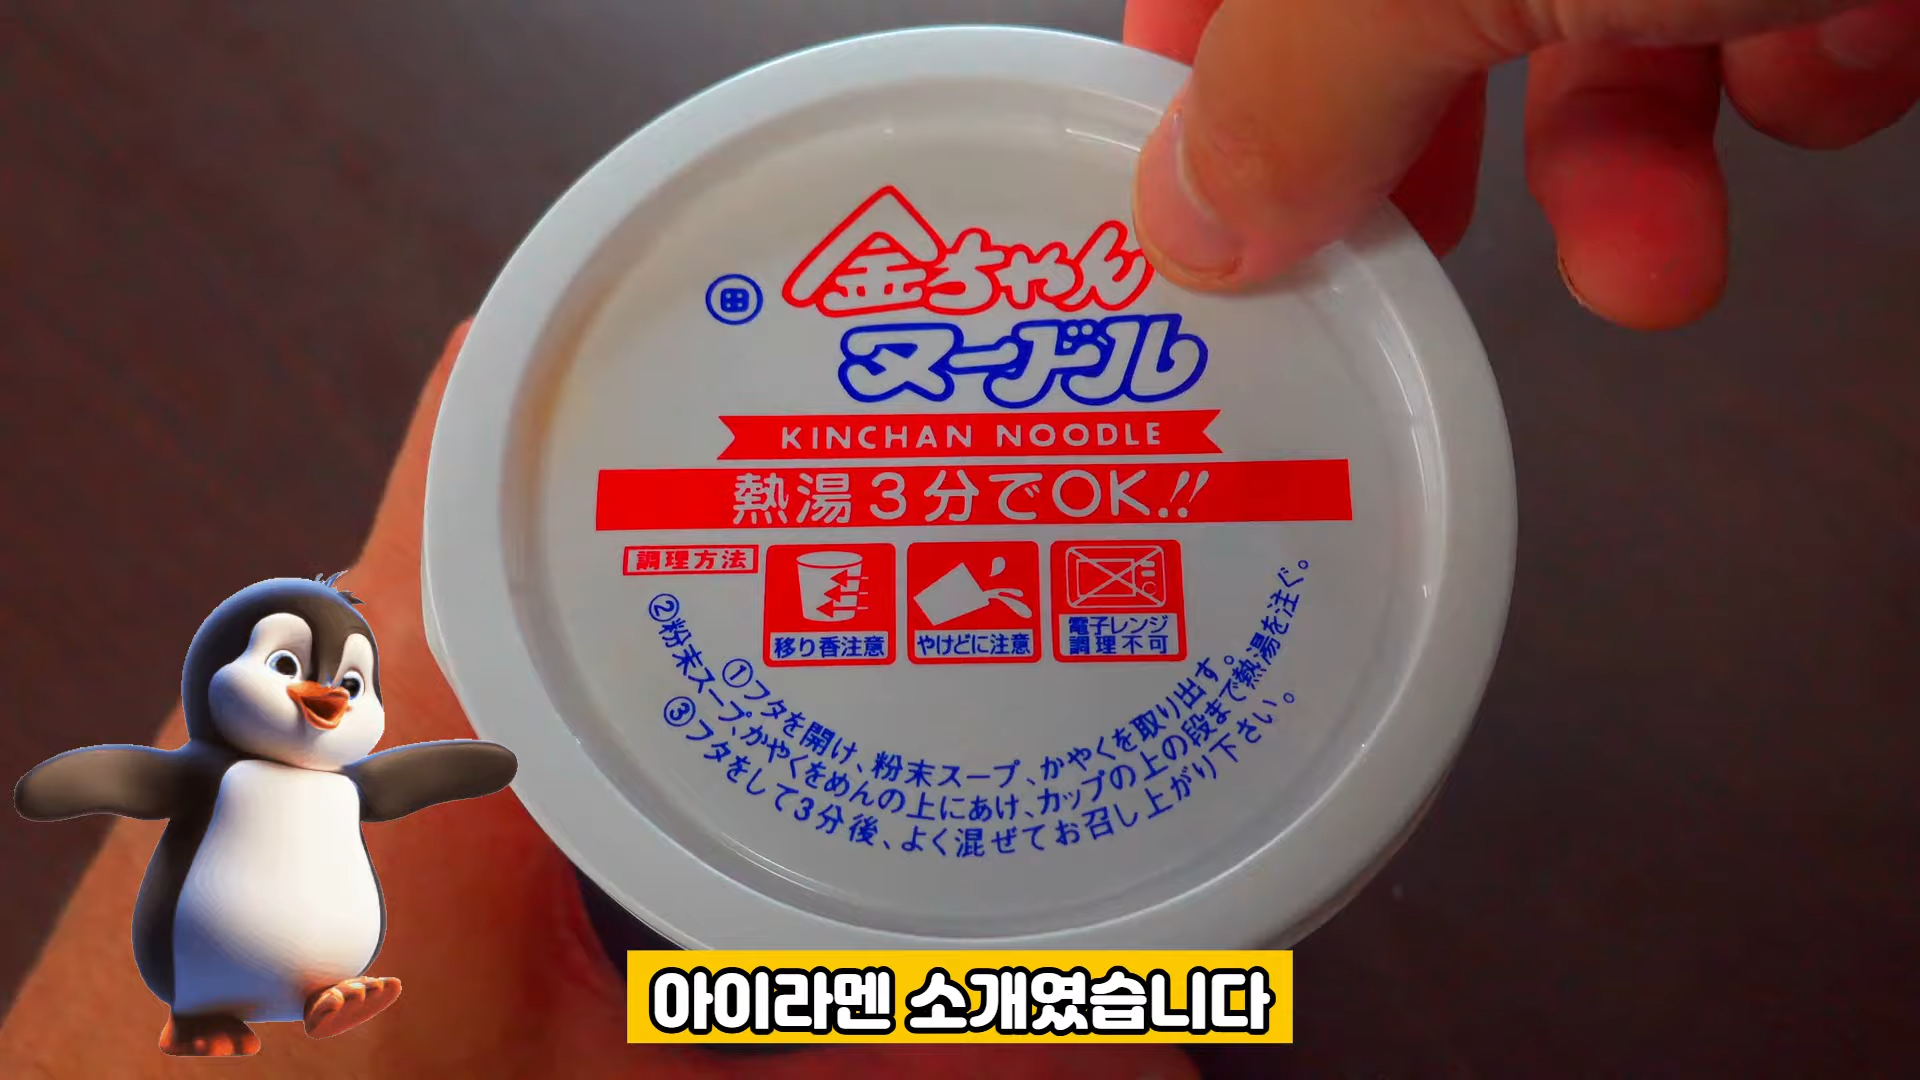 金ちゃん
田
ヌードル
KINCHAN NOODLE
熱湯3分でOK!!
調理方法
移り香注意
やけどに注意
電子レンジ
調理不可
①フタを開け、粉末スープ、かやくを取り出す。
②粉末スープ、かやくをめんの上にあけ、カップの上の段まで熱湯を注ぐ。
③フタをして3分後、よく混ぜてお召し上がり下さい。
아이라멘 소개였습니다